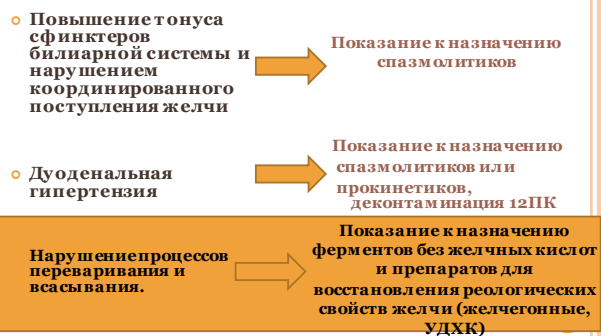 Повышение тонуса
сфинктеров
билиарной системы и
нарушением
координированного
поступления желчи
Показание к назначению
спазмолитиков
Дуоденальная
гипертензия
Показание к назначению
спазмолитиков или
прокинетиков,
деконтаминация 12ПК
Нарушение процессов
переваривания и
всасывания.
Показание к назначению
ферментов без желчных кислот
и препаратов для
восстановления реологических
свойств желчи (желчегонные,
УДХК)